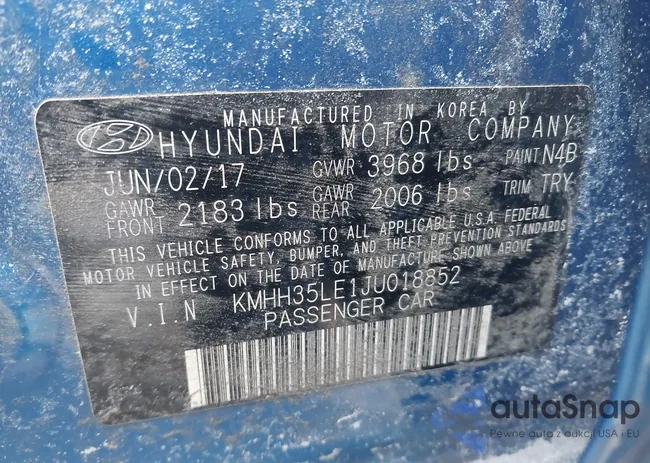 MANUFACTURED IN KOREA BY
HYUNDAI MOTOR COMPANY
JUN/02/17 GVWR 3968 lbs PAINT N4B
GAWR FRONT 2183 lbs GAWR REAR 2006 lbs TRIM TRY
THIS VEHICLE CONFORMS TO ALL APPLICABLE U.S.A. FEDERAL
MOTOR VEHICLE SAFETY, BUMPER, AND THEFT PREVENTION STANDARDS
IN EFFECT ON THE DATE OF MANUFACTURE SHOWN ABOVE
V.I.N KMHH35LE1JU018852
PASSENGER CAR
autaSnap
Pewne auta z aukcji USA i EU